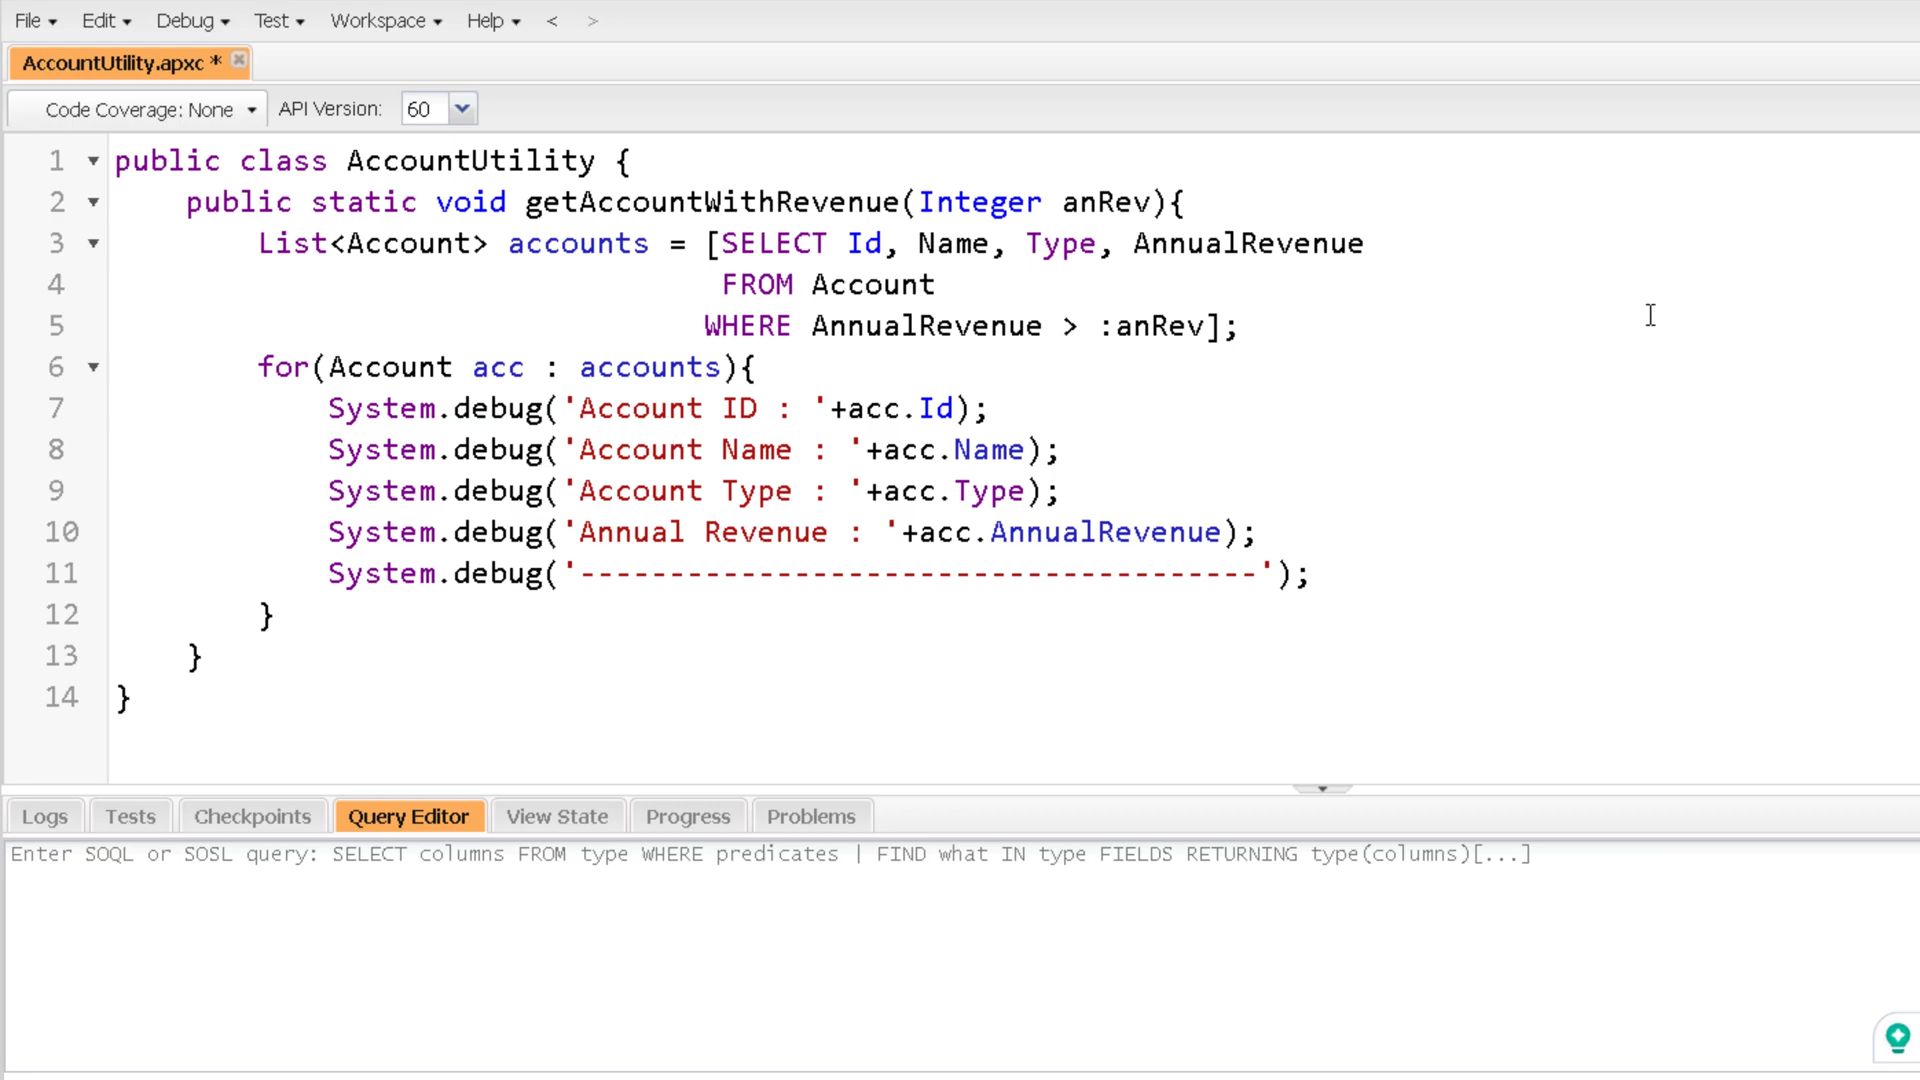 File Edit Debug Test Workspace Help < >
AccountUtility.apxc *
Code Coverage: None API Version: 60
1 public class AccountUtility {
2 public static void getAccountWithRevenue(Integer anRev){
3 List<Account> accounts = [SELECT Id, Name, Type, AnnualRevenue
4 FROM Account
5 WHERE AnnualRevenue > :anRev];
6 for(Account acc : accounts){
7 System.debug('Account ID : '+acc.Id);
8 System.debug('Account Name : '+acc.Name);
9 System.debug('Account Type : '+acc.Type);
10 System.debug('Annual Revenue : '+acc.AnnualRevenue);
11 System.debug('--------------------------------------');
12 }
13 }
14 }
Logs Tests Checkpoints Query Editor View State Progress Problems
Enter SOQL or SOSL query: SELECT columns FROM type WHERE predicates | FIND what IN type FIELDS RETURNING type(columns)[...]